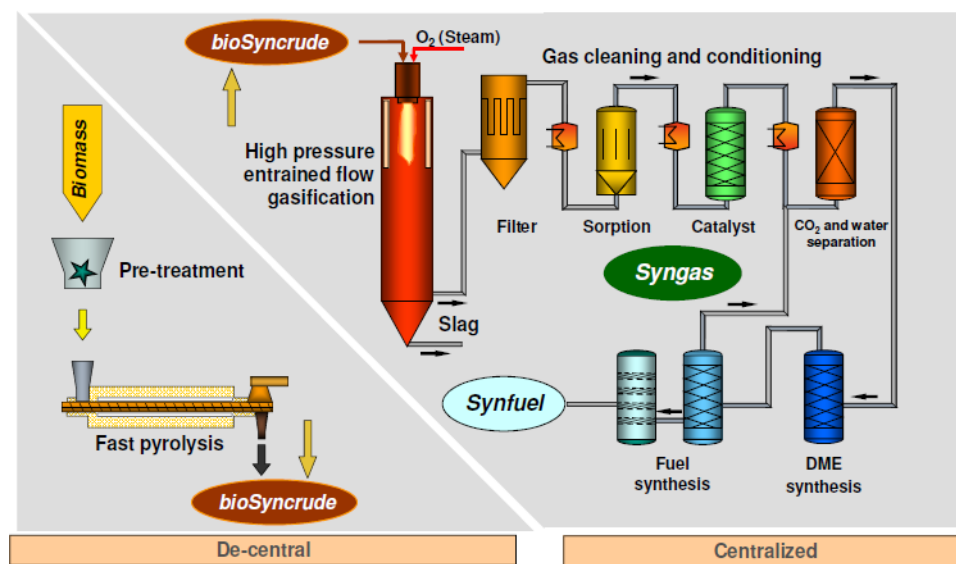 bioSyncrude
O₂ (Steam)
Gas cleaning and conditioning
Biomass
High pressure
entrained flow
gasification
Filter
Sorption
Catalyst
CO₂ and water
separation
Pre-treatment
Syngas
Slag
Fast pyrolysis
Synfuel
Fuel
synthesis
DME
synthesis
bioSyncrude
De-central
Centralized